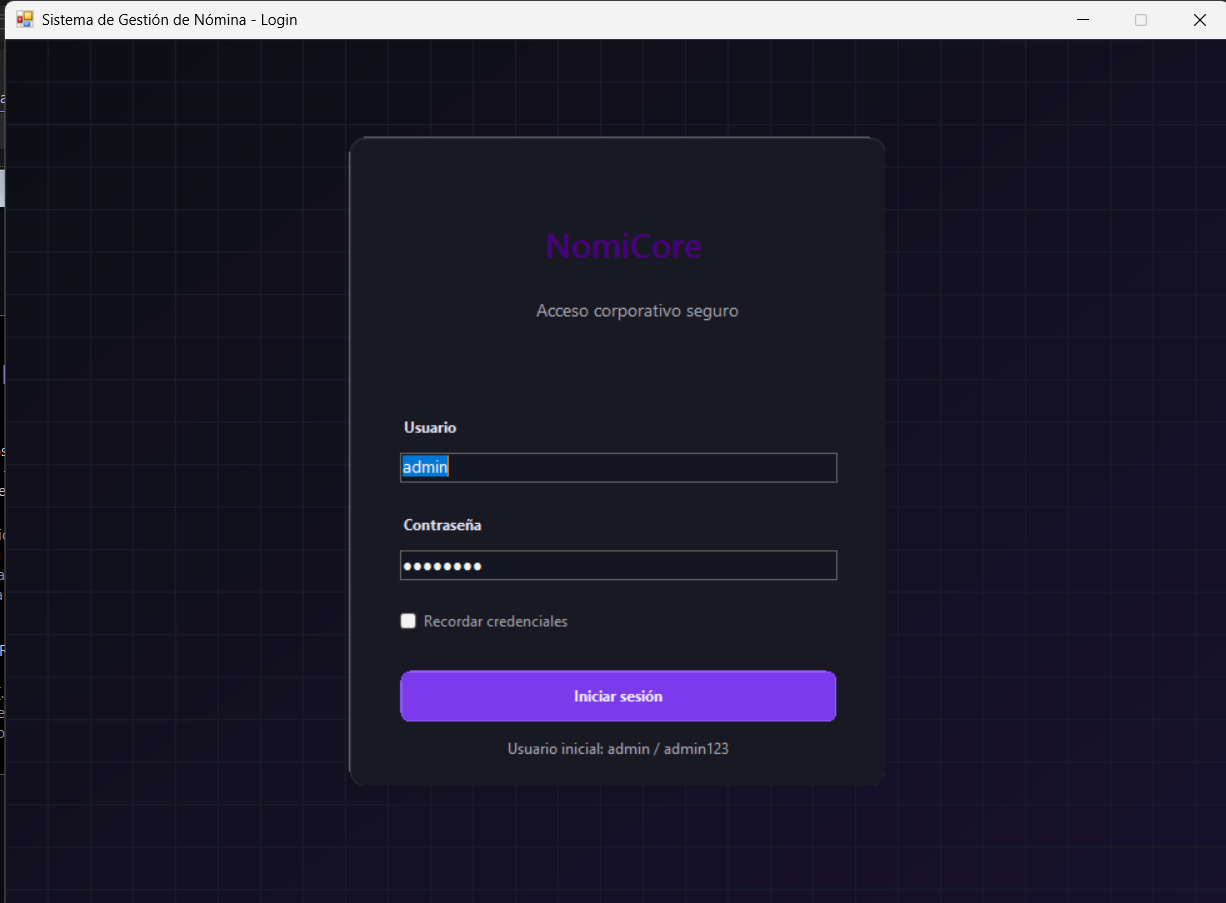 Sistema de Gestión de Nómina - Login
NomiCore
Acceso corporativo seguro
Usuario
admin
Contraseña
●●●●●●●●
Recordar credenciales
Iniciar sesión
Usuario inicial: admin / admin123